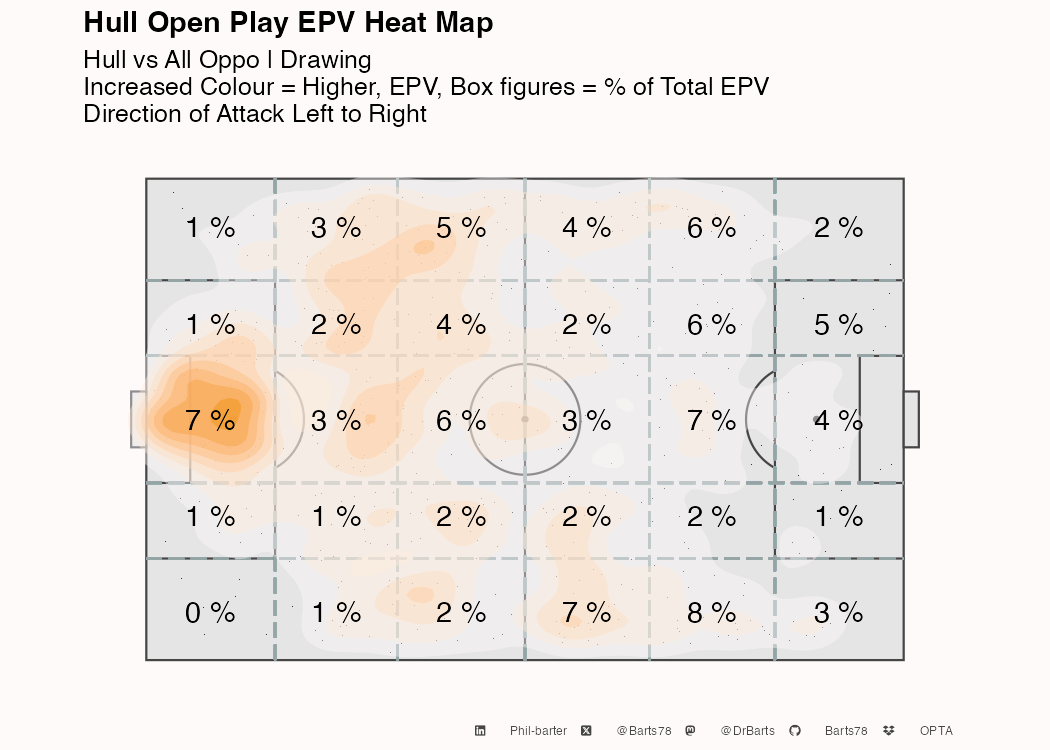 Hull Open Play EPV Heat Map
Hull vs All Oppo | Drawing
Increased Colour = Higher, EPV, Box figures = % of Total EPV
Direction of Attack Left to Right
1 % 3 % 5 % 4 % 6 % 2 %
1 % 2 % 4 % 2 % 6 % 5 %
7 % 3 % 6 % 3 % 7 % 4 %
1 % 1 % 2 % 2 % 2 % 1 %
0 % 1 % 2 % 7 % 8 % 3 %
Phil-barter @Barts78 @DrBarts Barts78 OPTA